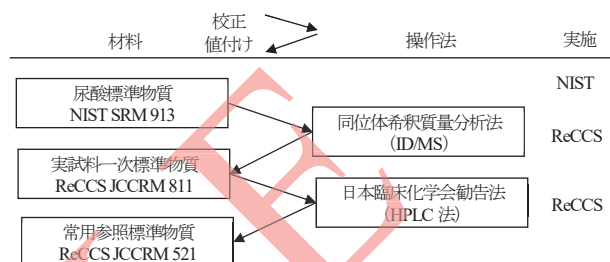 校正
材料 値付け 操作法 実施
NIST
尿酸標準物質
NIST SRM 913
同位体希釈質量分析法
(ID/MS)
ReCCS
実試料一次標準物質
ReCCS JCCRM 811
日本臨床化学会勧告法
(HPLC 法)
ReCCS
常用参照標準物質
ReCCS JCCRM 521